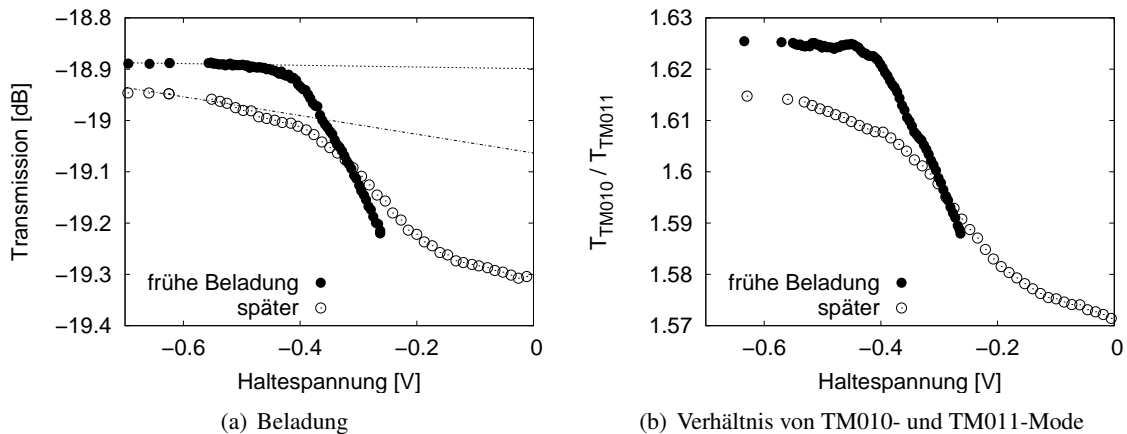 −18.8
−18.9
−19
−19.1
−19.2
−19.3
−19.4
Transmission [dB]
frühe Beladung
später
−0.6
−0.4
−0.2
0
Haltespannung [V]
(a) Beladung
1.63
1.62
1.61
1.6
1.59
1.58
1.57
T_TM010 / T_TM011
frühe Beladung
später
−0.6
−0.4
−0.2
0
Haltespannung [V]
(b) Verhältnis von TM010- und TM011-Mode